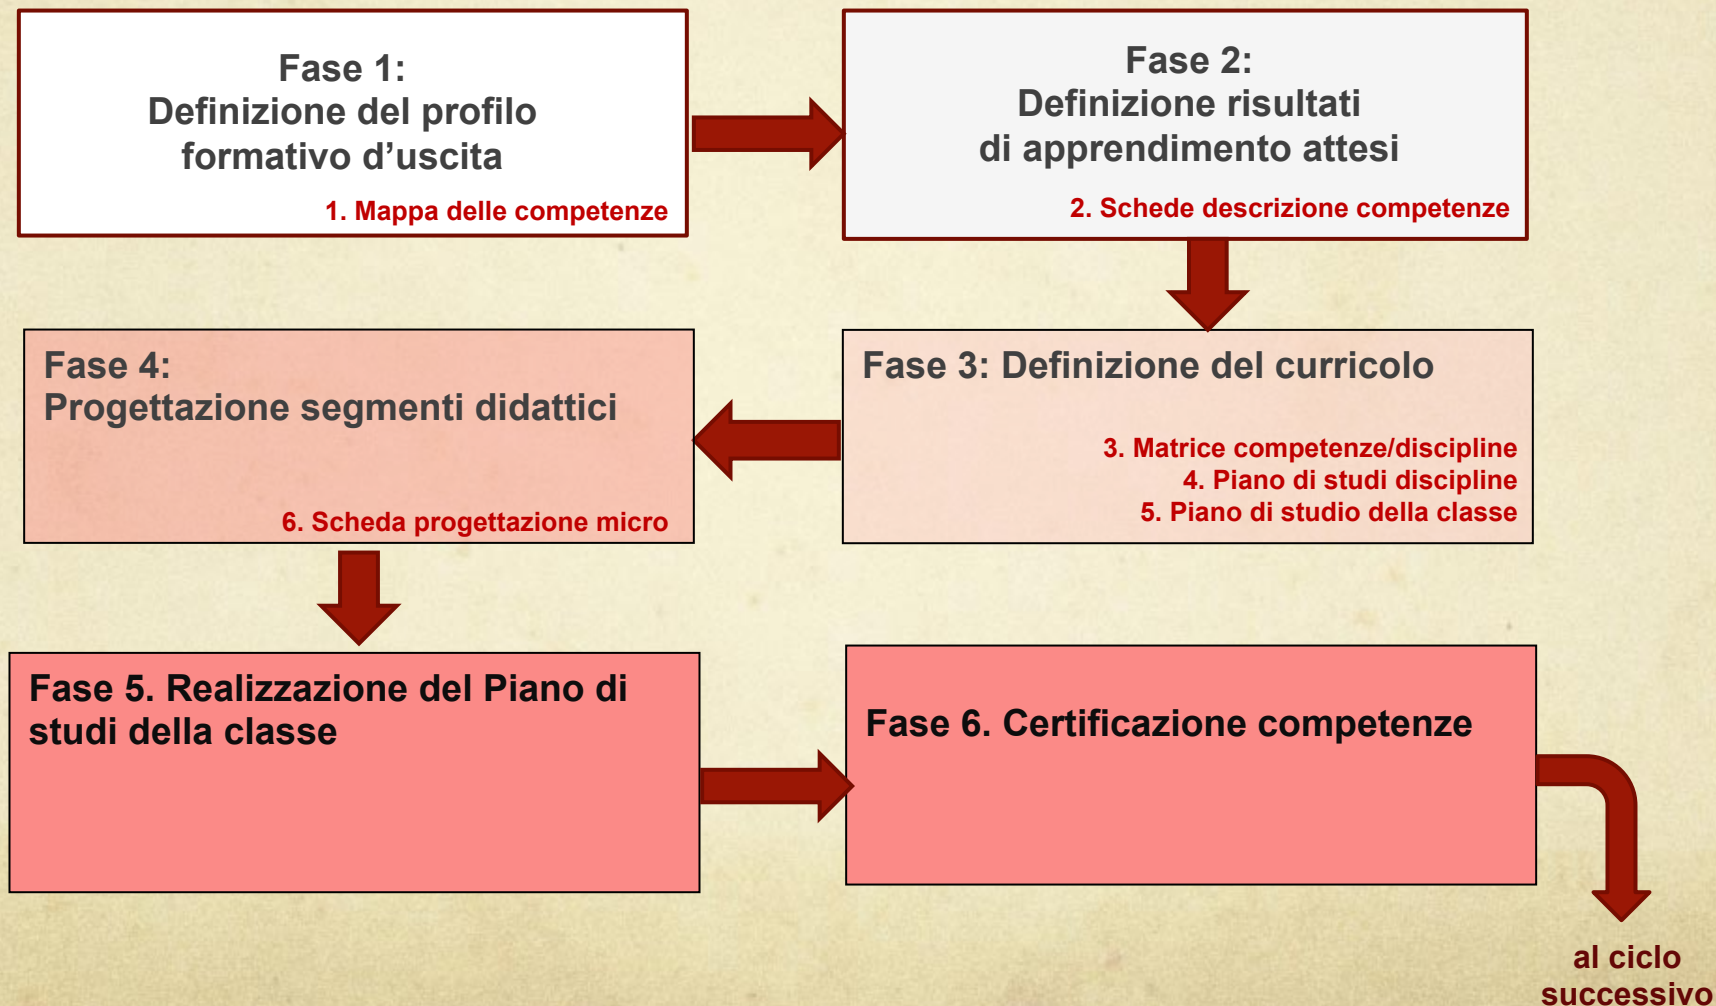 Fase 1:
Definizione del profilo
formativo d’uscita
1. Mappa delle competenze
Fase 2:
Definizione risultati
di apprendimento attesi
2. Schede descrizione competenze
Fase 3: Definizione del curricolo
3. Matrice competenze/discipline
4. Piano di studi discipline
5. Piano di studio della classe
Fase 4:
Progettazione segmenti didattici
6. Scheda progettazione micro
Fase 5. Realizzazione del Piano di
studi della classe
Fase 6. Certificazione competenze
al ciclo
successivo